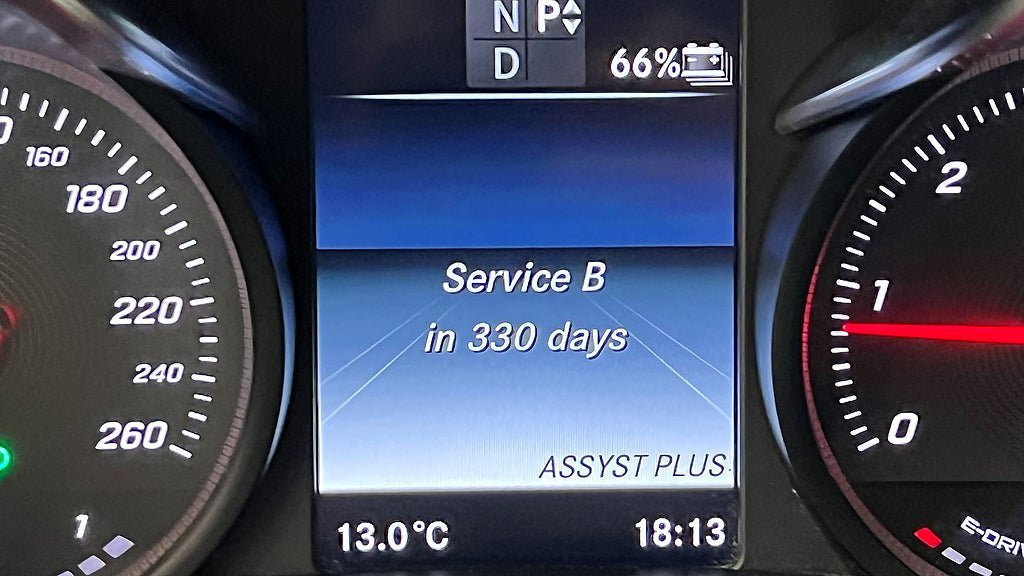 N P
D
66%
160
180
200
220
240
260
1
Service B
in 330 days
ASSYST PLUS
13.0°C
18:13
2
1
0